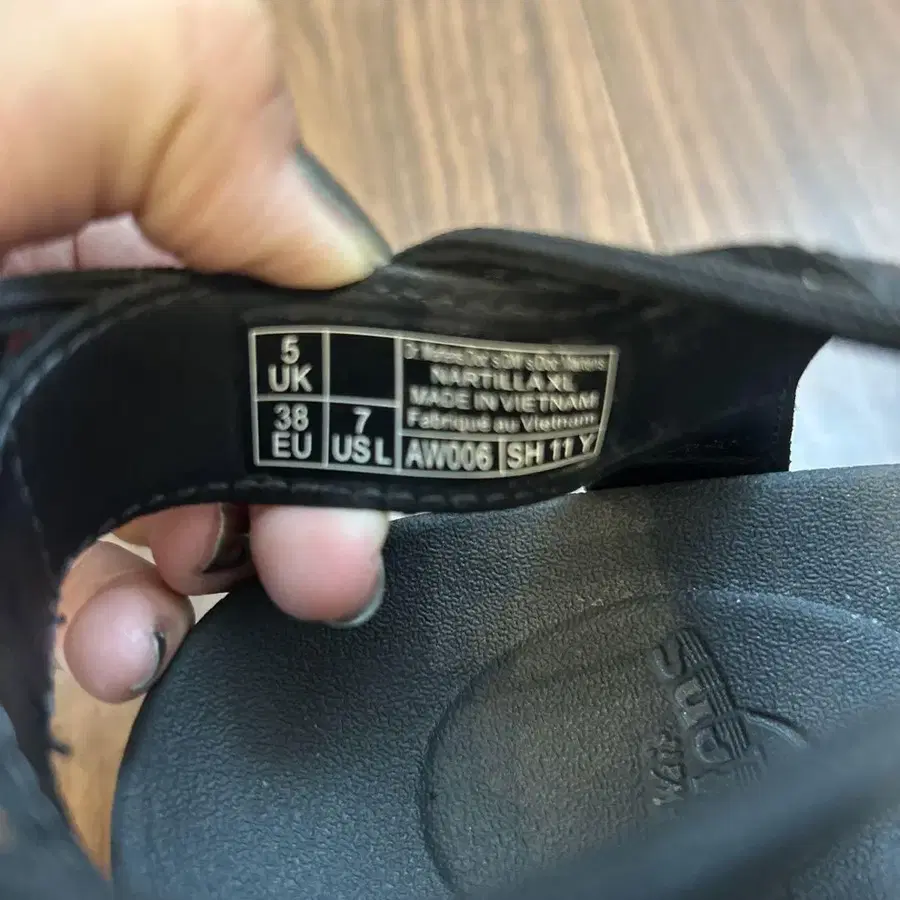 5
UK
38
EU
7
US L
NARTILLA XL
MADE IN VIETNAM
Fabriqué au Vietnam
AW006
SH 11 Y